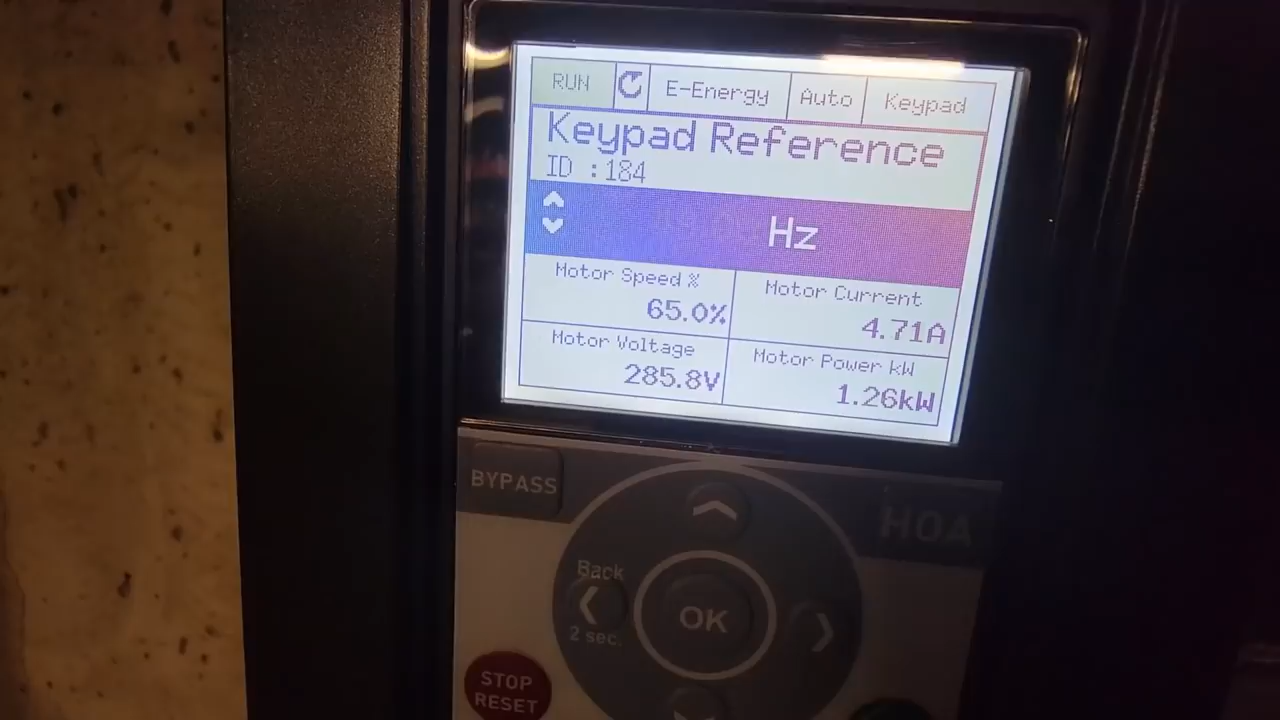 RUN E-Energy Auto Keypad
Keypad Reference
ID :184
Hz
Motor Speed %
65.0%
Motor Current
4.71A
Motor Voltage
285.8V
Motor Power kW
1.26kW
BYPASS
HOA
Back
2 sec.
OK
STOP
RESET